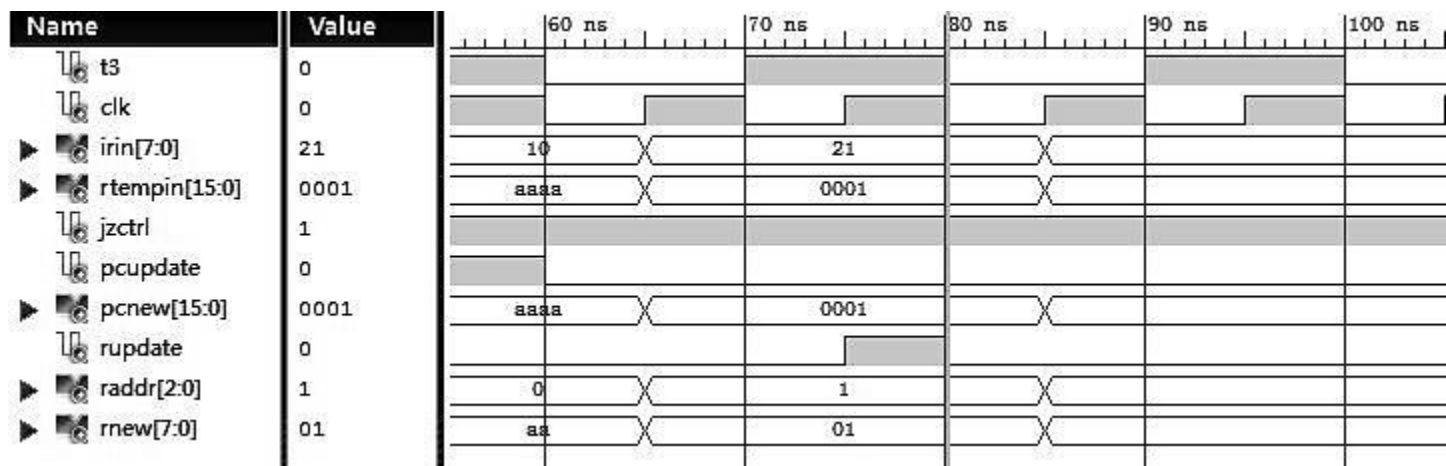 Name Value 60 ns 70 ns 80 ns 90 ns 100 ns
t3 0
clk 0
irin[7:0] 21 10 21
rtempin[15:0] 0001 aaaa 0001
jzctrl 1
pcupdate 0
pcnew[15:0] 0001 aaaa 0001
rupdate 0
raddr[2:0] 1 0 1
rnew[7:0] 01 aa 01